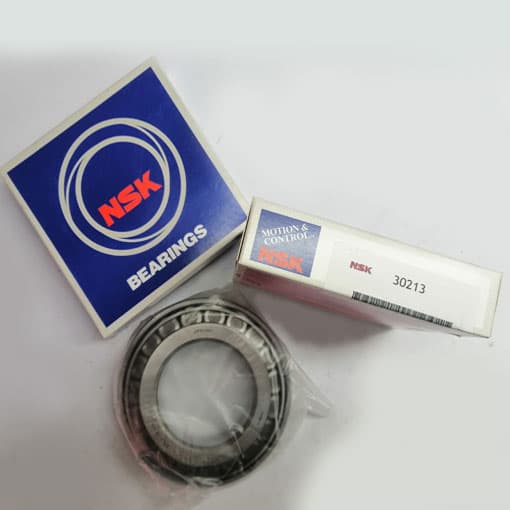 NSK
BEARINGS
MOTION &
CONTROL
NSK
NSK
30213